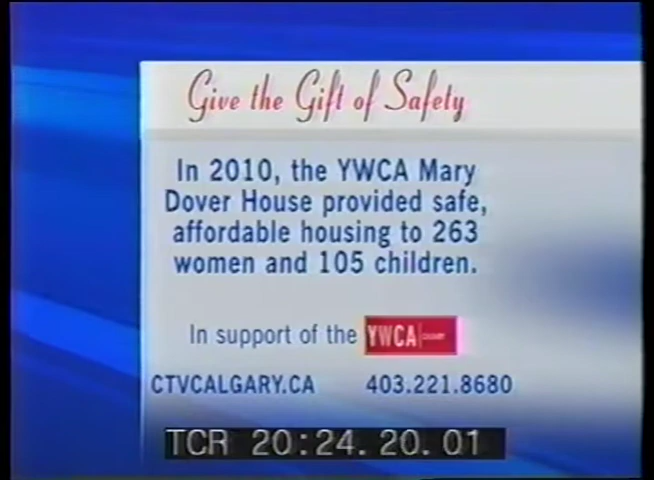 Give the Gift of Safety
In 2010, the YWCA Mary
Dover House provided safe,
affordable housing to 263
women and 105 children.
In support of the YWCA
CTVCALGARY.CA 403.221.8680
TCR 20:24.20.01